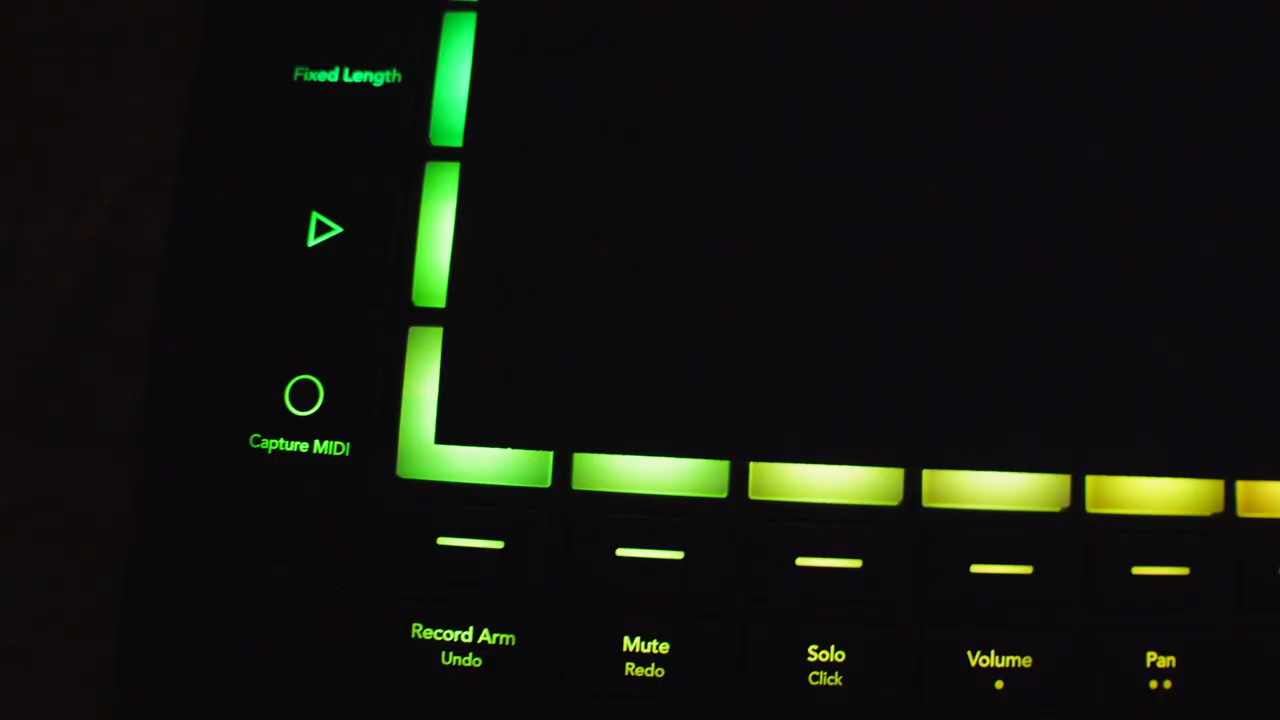 Fixed Length
Capture MIDI
Record Arm
Undo
Mute
Redo
Solo
Click
Volume
Pan